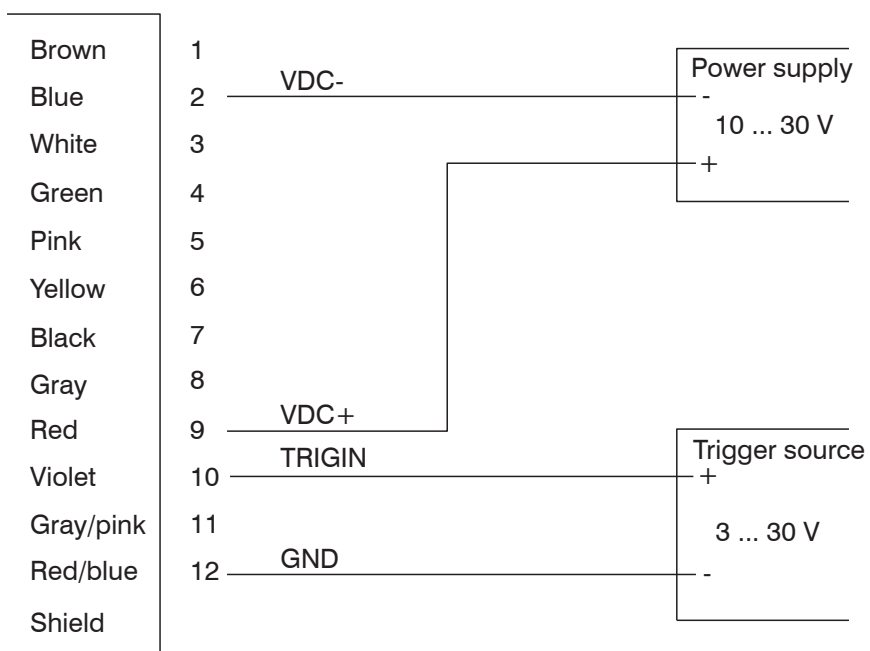 Brown 1
Blue 2 VDC-
White 3
Green 4
Pink 5
Yellow 6
Black 7
Gray 8
Red 9 VDC+
Violet 10 TRIGIN
Gray/pink 11
Red/blue 12 GND
Shield
Power supply
-
10 ... 30 V
+
Trigger source
+
3 ... 30 V
-